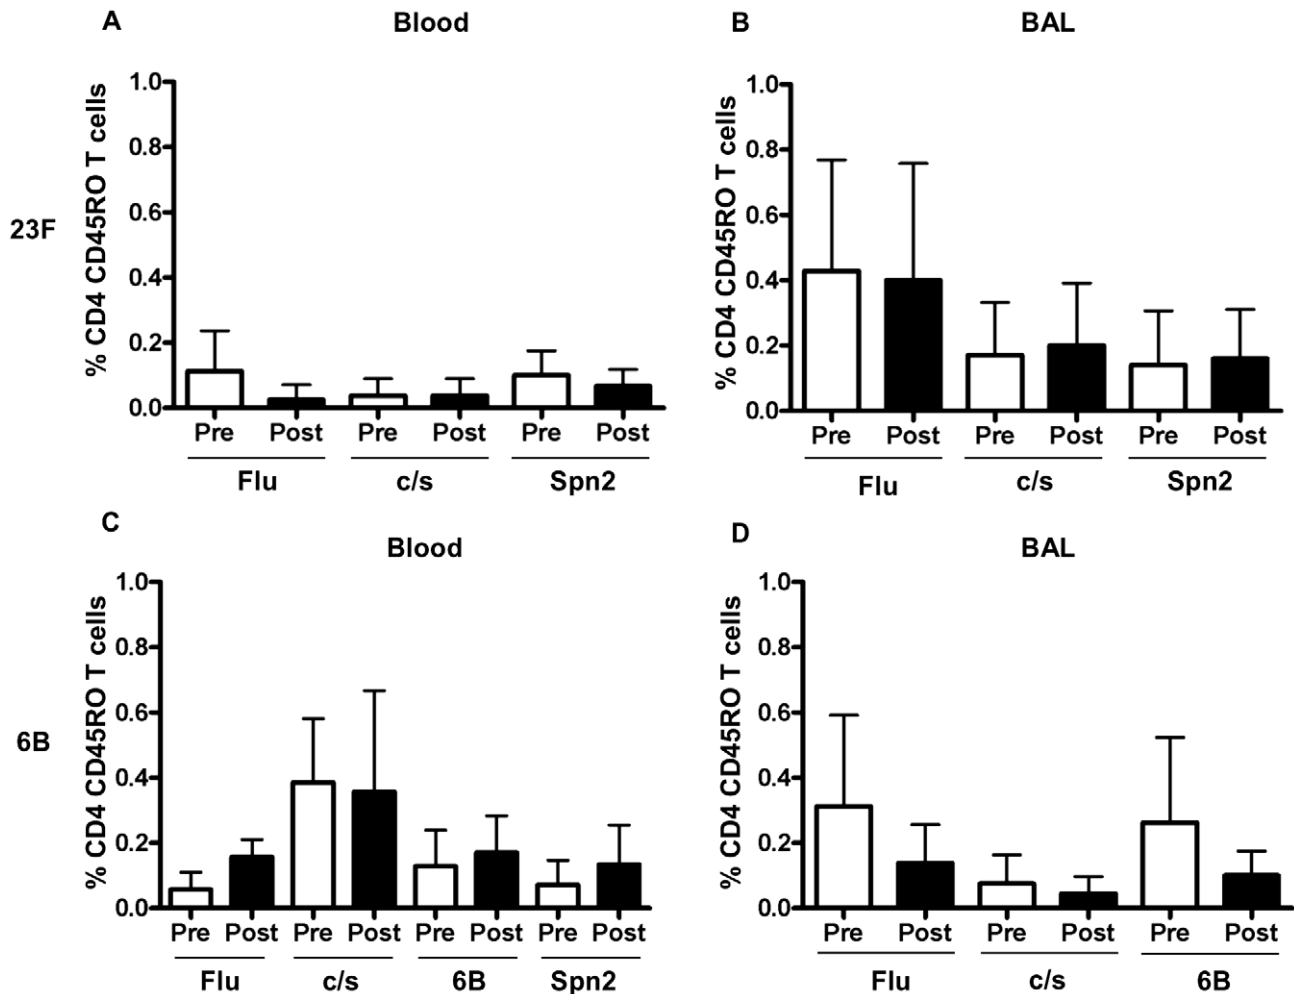 A Blood
1.0
0.8
0.6
0.4
0.2
0.0
% CD4 CD45RO T cells
23F
Pre Post Pre Post Pre Post
Flu c/s Spn2
B BAL
1.0
0.8
0.6
0.4
0.2
0.0
% CD4 CD45RO T cells
Pre Post Pre Post Pre Post
Flu c/s Spn2
C Blood
1.0
0.8
0.6
0.4
0.2
0.0
% CD4 CD45RO T cells
6B
Pre Post Pre Post Pre Post Pre Post
Flu c/s 6B Spn2
D BAL
1.0
0.8
0.6
0.4
0.2
0.0
% CD4 CD45RO T cells
Pre Post Pre Post Pre Post
Flu c/s 6B